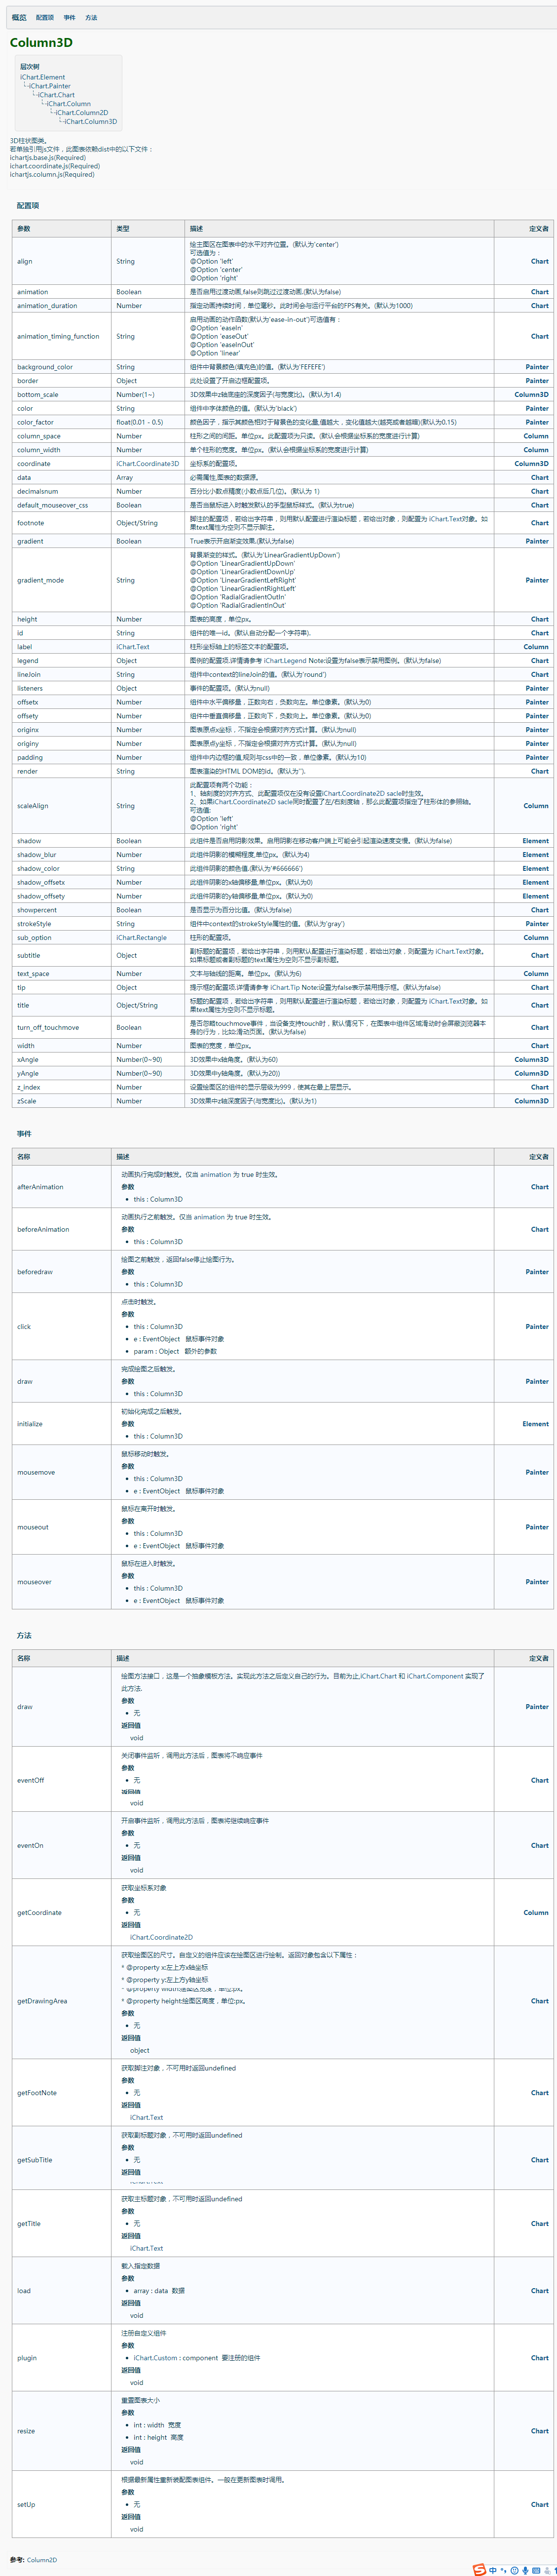 概览 配置项 事件 方法
Column3D
层次树
iChart.Element
iChart.Painter
iChart.Chart
iChart.Column
iChart.Column2D
iChart.Column3D
3D柱状图类。
若单独引用js文件，此图表依赖dist中的以下文件：
ichartjs.base.js(Required)
ichart.coordinate.js(Required)
ichartjs.column.js(Required)
配置项
参数 类型 描述 定义者
align String 绘主图区在图表中的水平对齐位置。(默认为'center') Chart
可选值为：
@Option 'left'
@Option 'center'
@Option 'right'
animation Boolean 是否启用过渡动画,false则跳过过渡动画.(默认为false) Chart
animation_duration Number 指定动画持续时间，单位毫秒。此时间会与运行平台的FPS有关。(默认为1000) Chart
animation_timing_function String 启用动画的动作函数(默认为'ease-in-out')可选值有： Chart
@Option 'easeIn'
@Option 'easeOut'
@Option 'easeInOut'
@Option 'linear'
background_color String 组件中背景颜色(填充色)的值。(默认为'FEFEFE') Painter
border Object 此处设置了开启边框配置项。 Painter
bottom_scale Number(1~) 3D效果中z轴底座的深度因子(与宽度比)。(默认为1.4) Column3D
color String 组件中字体颜色的值。(默认为'black') Painter
color_factor float(0.01 - 0.5) 颜色因子，指示其颜色相对于背景色的变化量,值越大，变化值越大(越亮或者越暗)(默认为0.15) Painter
column_space Number 柱形之间的间距。单位px。此配置项为只读。(默认会根据坐标系的宽度进行计算) Column
column_width Number 单个柱形的宽度。单位px。(默认会根据坐标系的宽度进行计算) Column
coordinate iChart.Coordinate3D 坐标系的配置项。 Column3D
data Array 必需属性,图表的数据源。 Chart
decimalsnum Number 百分比小数点精度(小数点后几位)。(默认为 1) Chart
default_mouseover_css Boolean 是否当鼠标进入时触发默认的手型鼠标样式。(默认为true) Chart
footnote Object/String 脚注的配置项，若给出字符串，则用默认配置进行渲染标题，若给出对象，则配置为 iChart.Text对象。如果text属性为空则不显示脚注。 Chart
gradient Boolean True表示开启渐变效果.(默认为false) Painter
gradient_mode String 背景渐变的样式。(默认为'LinearGradientUpDown') Painter
@Option 'LinearGradientUpDown'
@Option 'LinearGradientDownUp'
@Option 'LinearGradientLeftRight'
@Option 'LinearGradientRightLeft'
@Option 'RadialGradientOutIn'
@Option 'RadialGradientInOut'
height Number 图表的高度，单位px。 Chart
id String 组件的唯一id。(默认自动分配一个字符串). Chart
label iChart.Text 柱形坐标轴上的标签文本的配置项。 Column
legend Object 图例的配置项.详情请参考 iChart.Legend Note:设置为false表示禁用图例。(默认为false) Chart
lineJoin String 组件中context的lineJoin的值。(默认为'round') Chart
listeners Object 事件的配置项。(默认为null) Painter
offsetx Number 组件中水平偏移量，正数向右，负数向左。单位像素。(默认为0) Painter
offsety Number 组件中垂直偏移量，正数向下，负数向上。单位像素。(默认为0) Painter
originx Number 图表原点x坐标，不指定会根据对齐方式计算。(默认为null) Painter
originy Number 图表原点y坐标，不指定会根据对齐方式计算。(默认为null) Painter
padding Number 组件中内边框的值,规则与css中的一致，单位像素。(默认为10) Painter
render String 图表渲染的HTML DOM的id。(默认为''). Chart
scaleAlign String 此配置项有两个功能： Column
1、轴刻度的对齐方式、此配置项仅在没有设置iChart.Coordinate2D sacle时生效。
2、如果iChart.Coordinate2D sacle同时配置了左/右刻度轴，那么此配置项指定了柱形体的参照轴。
可选值:
@Option 'left'
@Option 'right'
shadow Boolean 此组件是否启用阴影效果。启用阴影在移动客户端上可能会引起渲染速度变慢。(默认为false) Element
shadow_blur Number 此组件阴影的模糊程度,单位px。(默认为4) Element
shadow_color String 此组件阴影的颜色值.(默认为'#666666') Element
shadow_offsetx Number 此组件阴影的x轴偏移量,单位px。(默认为0) Element
shadow_offsety Number 此组件阴影的y轴偏移量,单位px。(默认为0) Element
showpercent Boolean 是否显示为百分比值。(默认为false) Chart
strokeStyle String 组件中context的strokeStyle属性的值。(默认为'gray') Painter
sub_option iChart.Rectangle 柱形的配置项。 Column
subtitle Object 副标题的配置项，若给出字符串，则用默认配置进行渲染标题，若给出对象，则配置为 iChart.Text对象。如果标题或者副标题的text属性为空则不显示副标题。 Chart
text_space Number 文本与轴线的距离。单位px。(默认为6) Column
tip Object 提示框的配置项.详情请参考 iChart.Tip Note:设置为false表示禁用提示框。(默认为false) Chart
title Object/String 标题的配置项，若给出字符串，则用默认配置进行渲染标题，若给出对象，则配置为 iChart.Text对象。如果text属性为空则不显示标题。 Chart
turn_off_touchmove Boolean 是否忽略touchmove事件，当设备支持touch时，默认情况下，在图表中组件区域滑动时会屏蔽浏览器本身的行为，比如:滑动页面。(默认为false) Chart
width Number 图表的宽度，单位px。 Chart
xAngle Number(0~90) 3D效果中x轴角度。(默认为60) Column3D
yAngle Number(0~90) 3D效果中y轴角度。(默认为20)) Column3D
z_index Number 设置绘图区的组件的显示层级为999，使其在最上层显示。 Chart
zScale Number 3D效果中z轴深度因子(与宽度比)。(默认为1) Column3D
事件
名称 描述 定义者
afterAnimation 动画执行完成时触发。仅当 animation 为 true 时生效。 Chart
参数
this : Column3D
beforeAnimation 动画执行之前触发。仅当 animation 为 true 时生效。 Chart
参数
this : Column3D
beforedraw 绘图之前触发，返回false停止绘图行为。 Painter
参数
this : Column3D
click 点击时触发。 Painter
参数
this : Column3D
e : EventObject 鼠标事件对象
param : Object 额外的参数
draw 完成绘图之后触发。 Painter
参数
this : Column3D
initialize 初始化完成之后触发。 Element
参数
this : Column3D
mousemove 鼠标移动时触发。 Painter
参数
this : Column3D
e : EventObject 鼠标事件对象
mouseout 鼠标在离开时触发。 Painter
参数
this : Column3D
e : EventObject 鼠标事件对象
mouseover 鼠标在进入时触发。 Painter
参数
this : Column3D
e : EventObject 鼠标事件对象
方法
名称 描述 定义者
draw 绘图方法接口，这是一个抽象模板方法。实现此方法之后定义自己的行为。目前为止,iChart.Chart 和 iChart.Component 实现了此方法. Painter
参数
无
返回值
void
eventOff 关闭事件监听，调用此方法后，图表将不响应事件 Chart
参数
无
返回值
void
eventOn 开启事件监听，调用此方法后，图表将继续响应事件 Chart
参数
无
返回值
void
getCoordinate 获取坐标系对象 Column
参数
无
返回值
iChart.Coordinate2D
getDrawingArea 获取绘图区的尺寸。自定义的组件应该在绘图区进行绘制。返回对象包含以下属性： Chart
* @property x:左上方x轴坐标
* @property y:左上方y轴坐标
* @property width:绘图区宽度，单位:px。
* @property height:绘图区高度，单位:px。
参数
无
返回值
object
getFootNote 获取脚注对象，不可用时返回undefined Chart
参数
无
返回值
iChart.Text
getSubTitle 获取副标题对象，不可用时返回undefined Chart
参数
无
返回值
iChart.Text
getTitle 获取主标题对象，不可用时返回undefined Chart
参数
无
返回值
iChart.Text
load 载入指定数据 Chart
参数
array : data 数据
返回值
void
plugin 注册自定义组件 Chart
参数
iChart.Custom : component 要注册的组件
返回值
void
resize 重置图表大小 Chart
参数
int : width 宽度
int : height 高度
返回值
void
setUp 根据最新属性重新装配图表组件。一般在更新图表时调用。 Chart
参数
无
返回值
void
参考: Column2D
S 中